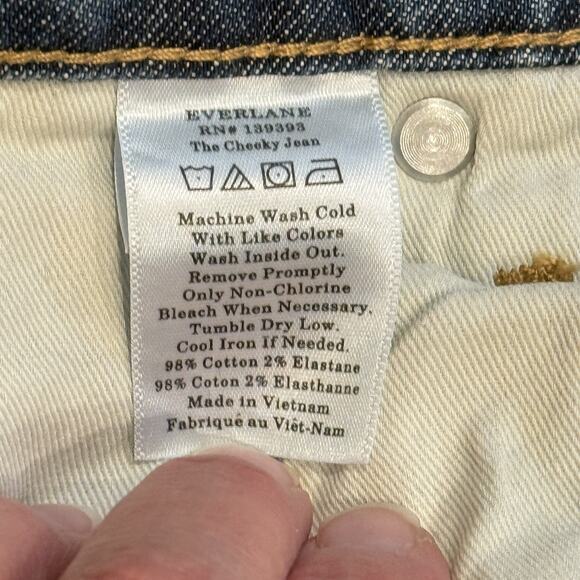 EVERLANE
RN# 139393
The Cheeky Jean
Machine Wash Cold
With Like Colors
Wash Inside Out.
Remove Promptly
Only Non-Chlorine
Bleach When Necessary.
Tumble Dry Low.
Cool Iron If Needed.
98% Cotton 2% Elastane
98% Coton 2% Elasthanne
Made in Vietnam
Fabriqué au Viêt-Nam